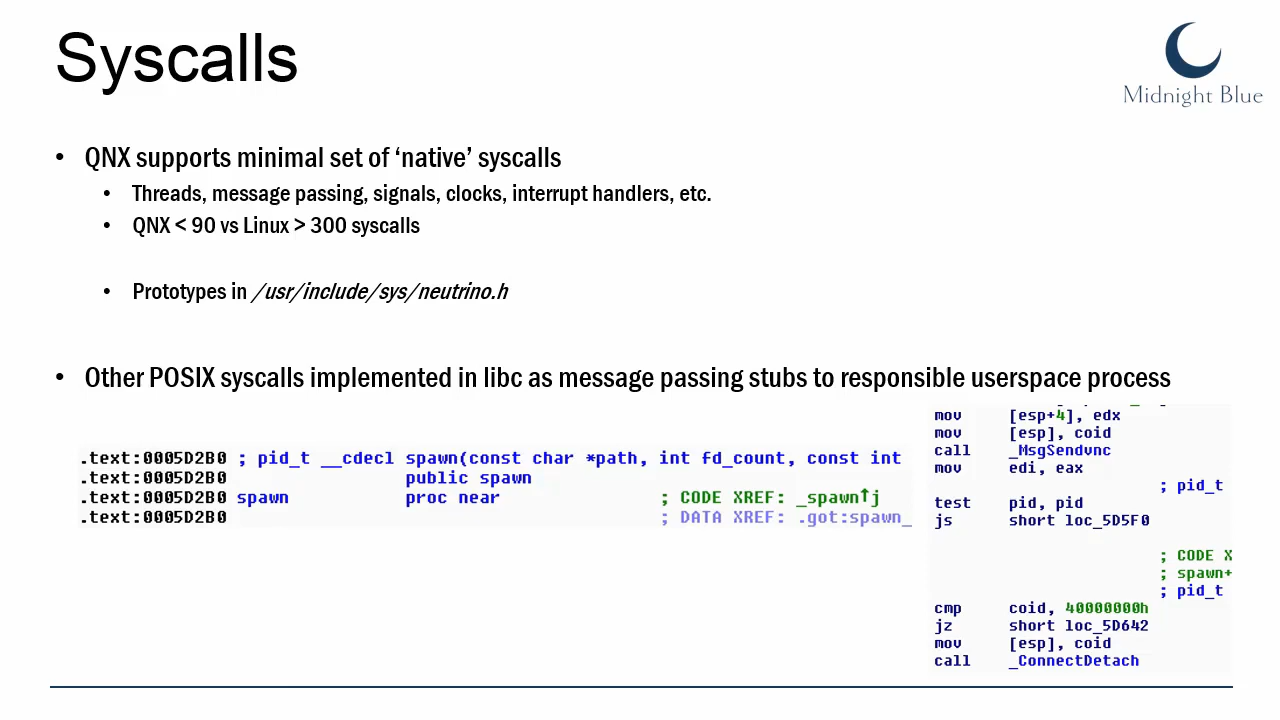 Syscalls
Midnight Blue
• QNX supports minimal set of ‘native’ syscalls
• Threads, message passing, signals, clocks, interrupt handlers, etc.
• QNX < 90 vs Linux > 300 syscalls
• Prototypes in /usr/include/sys/neutrino.h
• Other POSIX syscalls implemented in libc as message passing stubs to responsible userspace process
.text:0005D2B0 ; pid_t __cdecl spawn(const char *path, int fd_count, const int
.text:0005D2B0 public spawn
.text:0005D2B0 spawn proc near ; CODE XREF: _spawn↑j
.text:0005D2B0 ; DATA XREF: .got:spawn_
mov [esp+4], edx
mov [esp], coid
call _MsgSendvnc
mov edi, eax
; pid_t
test pid, pid
js short loc_5D5F0
; CODE X
; spawn+
; pid_t
cmp coid, 40000000h
jz short loc_5D642
mov [esp], coid
call _ConnectDetach